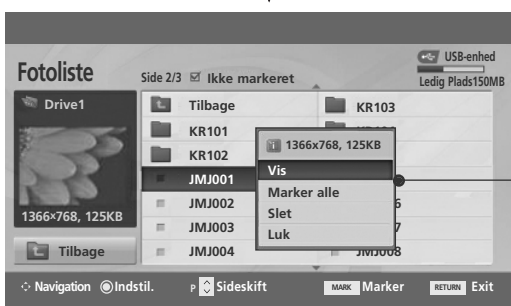 USB-enhed
Fotoliste
Side 2/3 Ikke markeret
Ledig Plads150MB
Drive1
1366×768, 125KB
Tilbage
Tilbage
KR101
KR102
JMJ001
JMJ002
JMJ003
JMJ004
KR103
JMJ008
1366x768, 125KB
Vis
Marker alle
Slet
Luk
Navigation Indstil. P Sideskift MARK Marker RETURN Exit